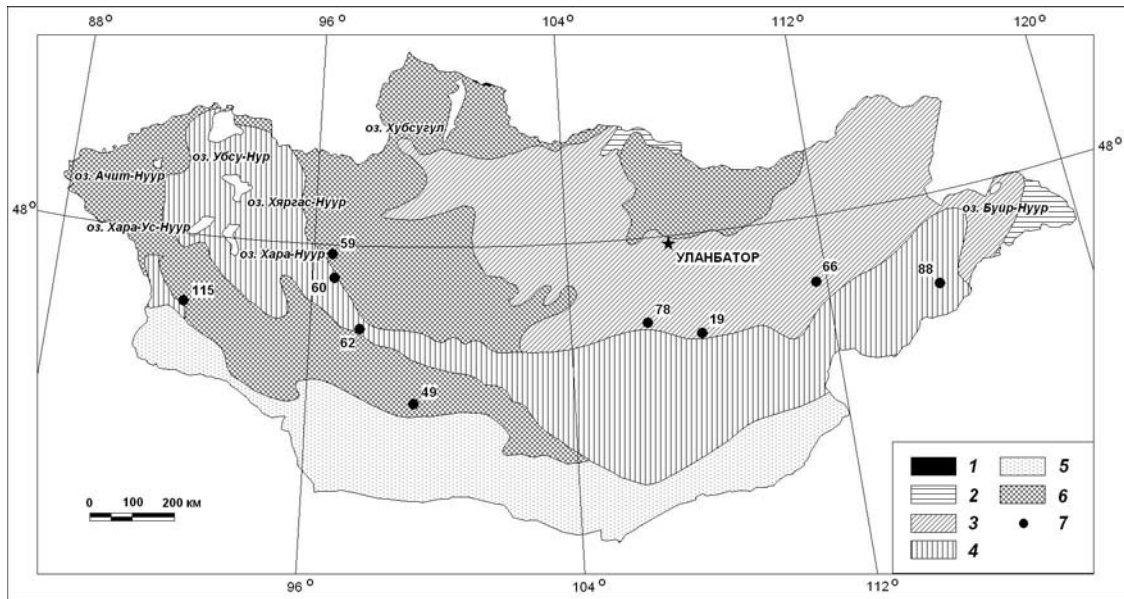 88°
96°
104°
112°
120°
оз. Хубсугул
оз. Убсу-Нур
48°
оз. Ачит-Нуур
оз. Хяргас-Нуур
48°
оз. Буйр-Нуур
оз. Хара-Ус-Нуур
оз. Хара-Нуур
59
УЛАНБАТОР
60
66
88
115
78
19
62
49
0 100 200 км
1
2
3
4
5
6
7
96°
104°
112°